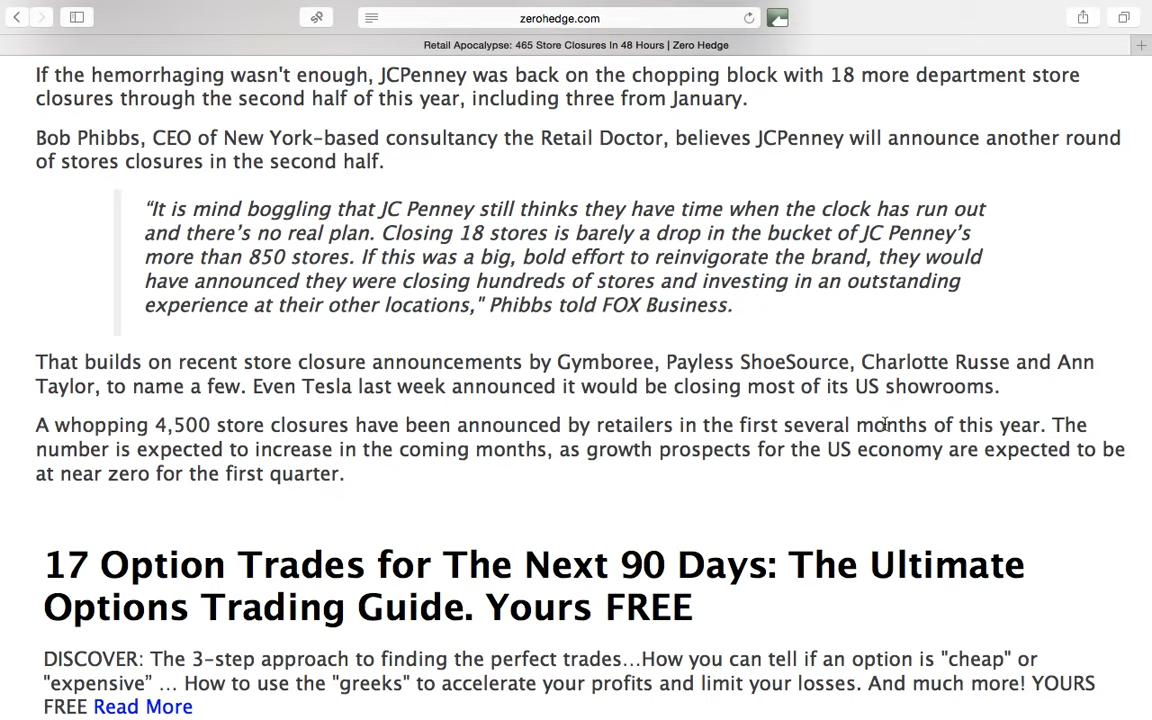 zerohedge.com
Retail Apocalypse: 465 Store Closures In 48 Hours | Zero Hedge
If the hemorrhaging wasn't enough, JCPenney was back on the chopping block with 18 more department store
closures through the second half of this year, including three from January.
Bob Phibbs, CEO of New York-based consultancy the Retail Doctor, believes JCPenney will announce another round
of stores closures in the second half.
“It is mind boggling that JC Penney still thinks they have time when the clock has run out
and there’s no real plan. Closing 18 stores is barely a drop in the bucket of JC Penney’s
more than 850 stores. If this was a big, bold effort to reinvigorate the brand, they would
have announced they were closing hundreds of stores and investing in an outstanding
experience at their other locations," Phibbs told FOX Business.
That builds on recent store closure announcements by Gymboree, Payless ShoeSource, Charlotte Russe and Ann
Taylor, to name a few. Even Tesla last week announced it would be closing most of its US showrooms.
A whopping 4,500 store closures have been announced by retailers in the first several months of this year. The
number is expected to increase in the coming months, as growth prospects for the US economy are expected to be
at near zero for the first quarter.
17 Option Trades for The Next 90 Days: The Ultimate
Options Trading Guide. Yours FREE
DISCOVER: The 3-step approach to finding the perfect trades...How you can tell if an option is "cheap" or
"expensive” ... How to use the "greeks" to accelerate your profits and limit your losses. And much more! YOURS
FREE Read More